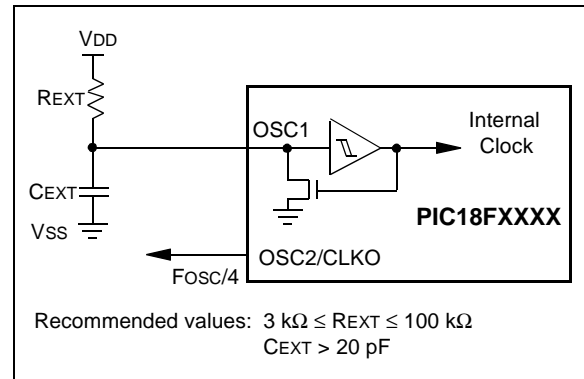 VDD
REXT
OSC1
Internal
Clock
CEXT
PIC18FXXXX
VSS
OSC2/CLKO
FOSC/4
Recommended values: 3 kΩ ≤ REXT ≤ 100 kΩ
CEXT > 20 pF